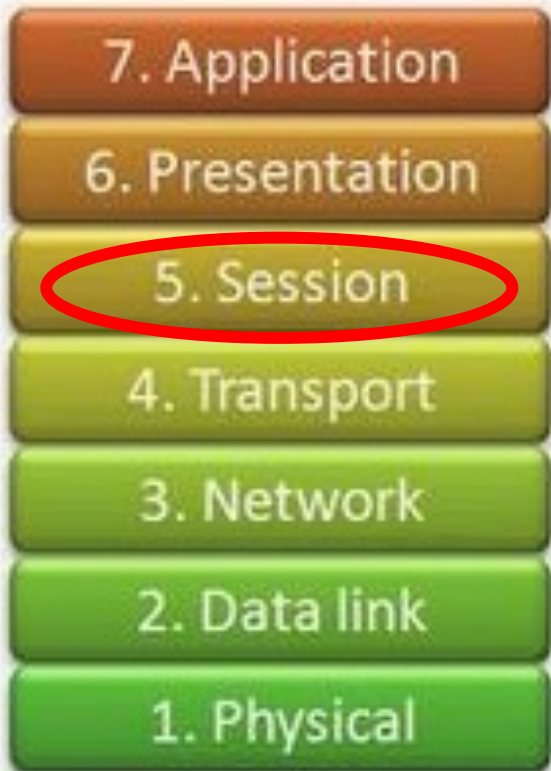 7. Application
6. Presentation
5. Session
4. Transport
3. Network
2. Data link
1. Physical